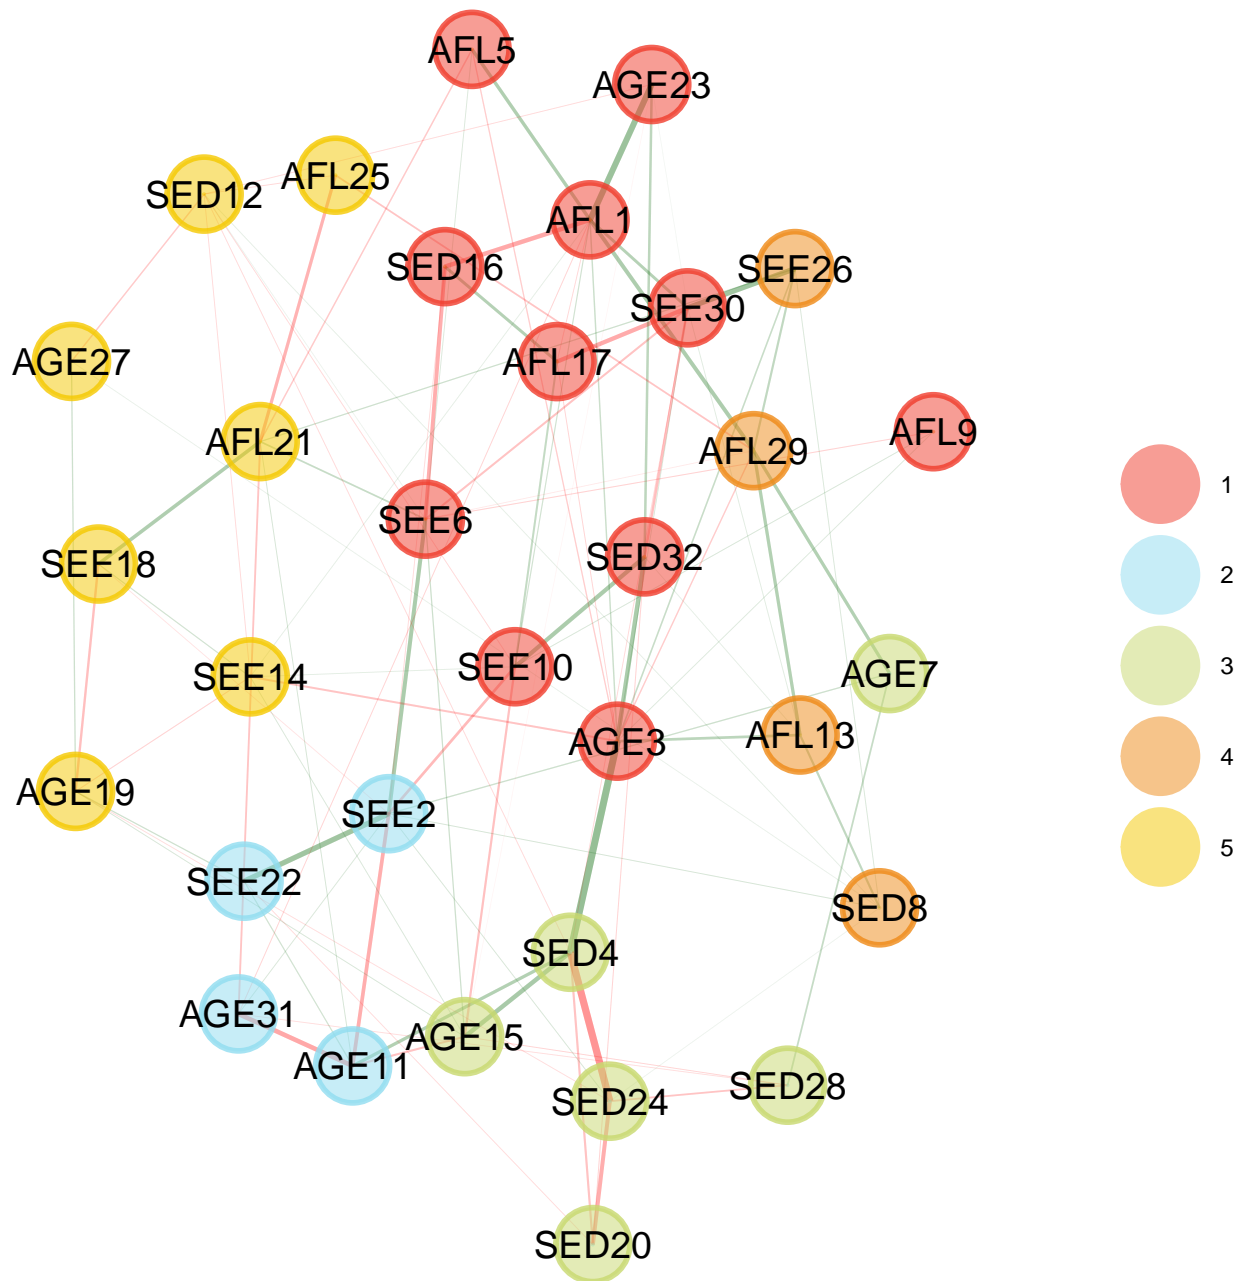 AFL5
AGE23
AFL25
SED12
AFL1
SED16
SEE26
SEE30
AGE27
AFL17
AFL9
AFL21
AFL29
1
SEE6
SEE18
SED32
2
SEE10
AGE7
3
SEE14
AFL13
AGE3
4
AGE19
SEE2
5
SEE22
SED8
SED4
AGE31
AGE15
AGE11
SED28
SED24
SED20